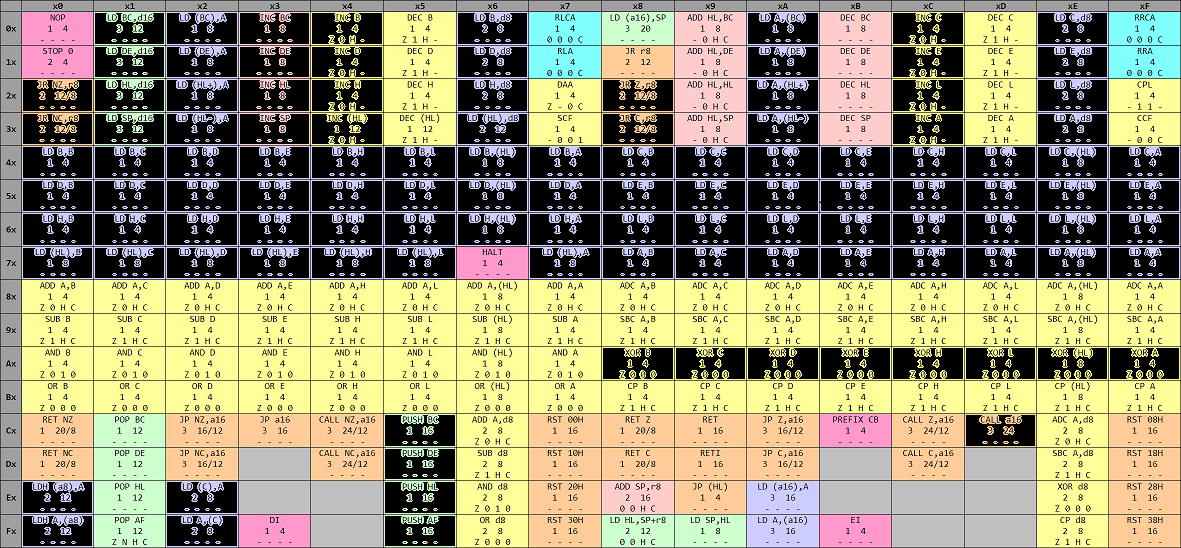 x0 x1 x2 x3 x4 x5 x6 x7 x8 x9 xA xB xC xD xE xF
NOP LD BC,d16 LD (BC),A INC BC INC B DEC B LD B,d8 RLCA LD (a16),SP ADD HL,BC LD A,(BC) DEC BC INC C DEC C LD C,d8 RRCA
0x 1 4 3 12 1 8 1 8 1 4 1 4 2 8 1 4 3 20 1 8 1 8 1 8 1 4 1 4 2 8 1 4
- - - - - - - - - - - - - - - - Z 0 H - Z 1 H - - - - - 0 0 0 C - - - - - 0 H C - - - - - - - - Z 0 H - Z 1 H - - - - - 0 0 0 C
STOP 0 LD DE,d16 LD (DE),A INC DE INC D DEC D LD D,d8 RLA JR r8 ADD HL,DE LD A,(DE) DEC DE INC E DEC E LD E,d8 RRA
1x 2 4 3 12 1 8 1 8 1 4 1 4 2 8 1 4 2 12 1 8 1 8 1 8 1 4 1 4 2 8 1 4
- - - - - - - - - - - - - - - - Z 0 H - Z 1 H - - - - - 0 0 0 C - - - - - 0 H C - - - - - - - - Z 0 H - Z 1 H - - - - - 0 0 0 C
JR NZ,r8 LD HL,d16 LD (HL+),A INC HL INC H DEC H LD H,d8 DAA JR Z,r8 ADD HL,HL LD A,(HL+) DEC HL INC L DEC L LD L,d8 CPL
2x 2 12/8 3 12 1 8 1 8 1 4 1 4 2 8 1 4 2 12/8 1 8 1 8 1 8 1 4 1 4 2 8 1 4
- - - - - - - - - - - - - - - - Z 0 H - Z 1 H - - - - - Z - 0 C - - - - - 0 H C - - - - - - - - Z 0 H - Z 1 H - - - - - - 1 1 -
JR NC,r8 LD SP,d16 LD (HL-),A INC SP INC (HL) DEC (HL) LD (HL),d8 SCF JR C,r8 ADD HL,SP LD A,(HL-) DEC SP INC A DEC A LD A,d8 CCF
3x 2 12/8 3 12 1 8 1 8 1 12 1 12 2 12 1 4 2 12/8 1 8 1 8 1 8 1 4 1 4 2 8 1 4
- - - - - - - - - - - - - - - - Z 0 H - Z 1 H - - - - - - 0 0 1 - - - - - 0 H C - - - - - - - - Z 0 H - Z 1 H - - - - - - 0 0 C
LD B,B LD B,C LD B,D LD B,E LD B,H LD B,L LD B,(HL) LD B,A LD C,B LD C,C LD C,D LD C,E LD C,H LD C,L LD C,(HL) LD C,A
4x 1 4 1 4 1 4 1 4 1 4 1 4 1 8 1 4 1 4 1 4 1 4 1 4 1 4 1 4 1 8 1 4
- - - - - - - - - - - - - - - - - - - - - - - - - - - - - - - - - - - - - - - - - - - - - - - - - - - - - - - - - - - - - - - -
LD D,B LD D,C LD D,D LD D,E LD D,H LD D,L LD D,(HL) LD D,A LD E,B LD E,C LD E,D LD E,E LD E,H LD E,L LD E,(HL) LD E,A
5x 1 4 1 4 1 4 1 4 1 4 1 4 1 8 1 4 1 4 1 4 1 4 1 4 1 4 1 4 1 8 1 4
- - - - - - - - - - - - - - - - - - - - - - - - - - - - - - - - - - - - - - - - - - - - - - - - - - - - - - - - - - - - - - - -
LD H,B LD H,C LD H,D LD H,E LD H,H LD H,L LD H,(HL) LD H,A LD L,B LD L,C LD L,D LD L,E LD L,H LD L,L LD L,(HL) LD L,A
6x 1 4 1 4 1 4 1 4 1 4 1 4 1 8 1 4 1 4 1 4 1 4 1 4 1 4 1 4 1 8 1 4
- - - - - - - - - - - - - - - - - - - - - - - - - - - - - - - - - - - - - - - - - - - - - - - - - - - - - - - - - - - - - - - -
LD (HL),B LD (HL),C LD (HL),D LD (HL),E LD (HL),H LD (HL),L HALT LD (HL),A LD A,B LD A,C LD A,D LD A,E LD A,H LD A,L LD A,(HL) LD A,A
7x 1 8 1 8 1 8 1 8 1 8 1 8 1 4 1 8 1 4 1 4 1 4 1 4 1 4 1 4 1 8 1 4
- - - - - - - - - - - - - - - - - - - - - - - - - - - - - - - - - - - - - - - - - - - - - - - - - - - - - - - - - - - - - - - -
ADD A,B ADD A,C ADD A,D ADD A,E ADD A,H ADD A,L ADD A,(HL) ADD A,A ADC A,B ADC A,C ADC A,D ADC A,E ADC A,H ADC A,L ADC A,(HL) ADC A,A
8x 1 4 1 4 1 4 1 4 1 4 1 4 1 8 1 4 1 4 1 4 1 4 1 4 1 4 1 4 1 8 1 4
Z 0 H C Z 0 H C Z 0 H C Z 0 H C Z 0 H C Z 0 H C Z 0 H C Z 0 H C Z 0 H C Z 0 H C Z 0 H C Z 0 H C Z 0 H C Z 0 H C Z 0 H C Z 0 H C
SUB B SUB C SUB D SUB E SUB H SUB L SUB (HL) SUB A SBC A,B SBC A,C SBC A,D SBC A,E SBC A,H SBC A,L SBC A,(HL) SBC A,A
9x 1 4 1 4 1 4 1 4 1 4 1 4 1 8 1 4 1 4 1 4 1 4 1 4 1 4 1 4 1 8 1 4
Z 1 H C Z 1 H C Z 1 H C Z 1 H C Z 1 H C Z 1 H C Z 1 H C Z 1 H C Z 1 H C Z 1 H C Z 1 H C Z 1 H C Z 1 H C Z 1 H C Z 1 H C Z 1 H C
AND B AND C AND D AND E AND H AND L AND (HL) AND A XOR B XOR C XOR D XOR E XOR H XOR L XOR (HL) XOR A
Ax 1 4 1 4 1 4 1 4 1 4 1 4 1 8 1 4 1 4 1 4 1 4 1 4 1 4 1 4 1 8 1 4
Z 0 1 0 Z 0 1 0 Z 0 1 0 Z 0 1 0 Z 0 1 0 Z 0 1 0 Z 0 1 0 Z 0 1 0 Z 0 0 0 Z 0 0 0 Z 0 0 0 Z 0 0 0 Z 0 0 0 Z 0 0 0 Z 0 0 0 Z 0 0 0
OR B OR C OR D OR E OR H OR L OR (HL) OR A CP B CP C CP D CP E CP H CP L CP (HL) CP A
Bx 1 4 1 4 1 4 1 4 1 4 1 4 1 8 1 4 1 4 1 4 1 4 1 4 1 4 1 4 1 8 1 4
Z 0 0 0 Z 0 0 0 Z 0 0 0 Z 0 0 0 Z 0 0 0 Z 0 0 0 Z 0 0 0 Z 0 0 0 Z 1 H C Z 1 H C Z 1 H C Z 1 H C Z 1 H C Z 1 H C Z 1 H C Z 1 H C
RET NZ POP BC JP NZ,a16 JP a16 CALL NZ,a16 PUSH BC ADD A,d8 RST 00H RET Z RET JP Z,a16 PREFIX CB CALL Z,a16 CALL a16 ADC A,d8 RST 08H
Cx 1 20/8 1 12 3 16/12 3 16 3 24/12 1 16 2 8 1 16 1 20/8 1 16 3 16/12 1 4 3 24/12 3 24 2 8 1 16
- - - - - - - - - - - - - - - - - - - - - - - - Z 0 H C - - - - - - - - - - - - - - - - - - - - - - - - - - - - Z 0 H C - - - -
RET NC POP DE JP NC,a16 CALL NC,a16 PUSH DE SUB d8 RST 10H RET C RETI JP C,a16 CALL C,a16 SBC A,d8 RST 18H
Dx 1 20/8 1 12 3 16/12 3 24/12 1 16 2 8 1 16 1 20/8 1 16 3 16/12 3 24/12 2 8 1 16
- - - - - - - - - - - - - - - - - - - - Z 1 H C - - - - - - - - - - - - - - - - - - - - Z 1 H C - - - -
LDH (a8),A POP HL LD (C),A PUSH HL AND d8 RST 20H ADD SP,r8 JP (HL) LD (a16),A XOR d8 RST 28H
Ex 2 12 1 12 2 8 1 16 2 8 1 16 2 16 1 4 3 16 2 8 1 16
- - - - - - - - - - - - - - - - Z 0 1 0 - - - - 0 0 H C - - - - - - - - Z 0 0 0 - - - -
LDH A,(a8) POP AF LD A,(C) DI PUSH AF OR d8 RST 30H LD HL,SP+r8 LD SP,HL LD A,(a16) EI CP d8 RST 38H
Fx 2 12 1 12 2 8 1 4 1 16 2 8 1 16 2 12 1 8 3 16 1 4 2 8 1 16
- - - - Z N H C - - - - - - - - - - - - Z 0 0 0 - - - - 0 0 H C - - - - - - - - - - - - Z 1 H C - - - -